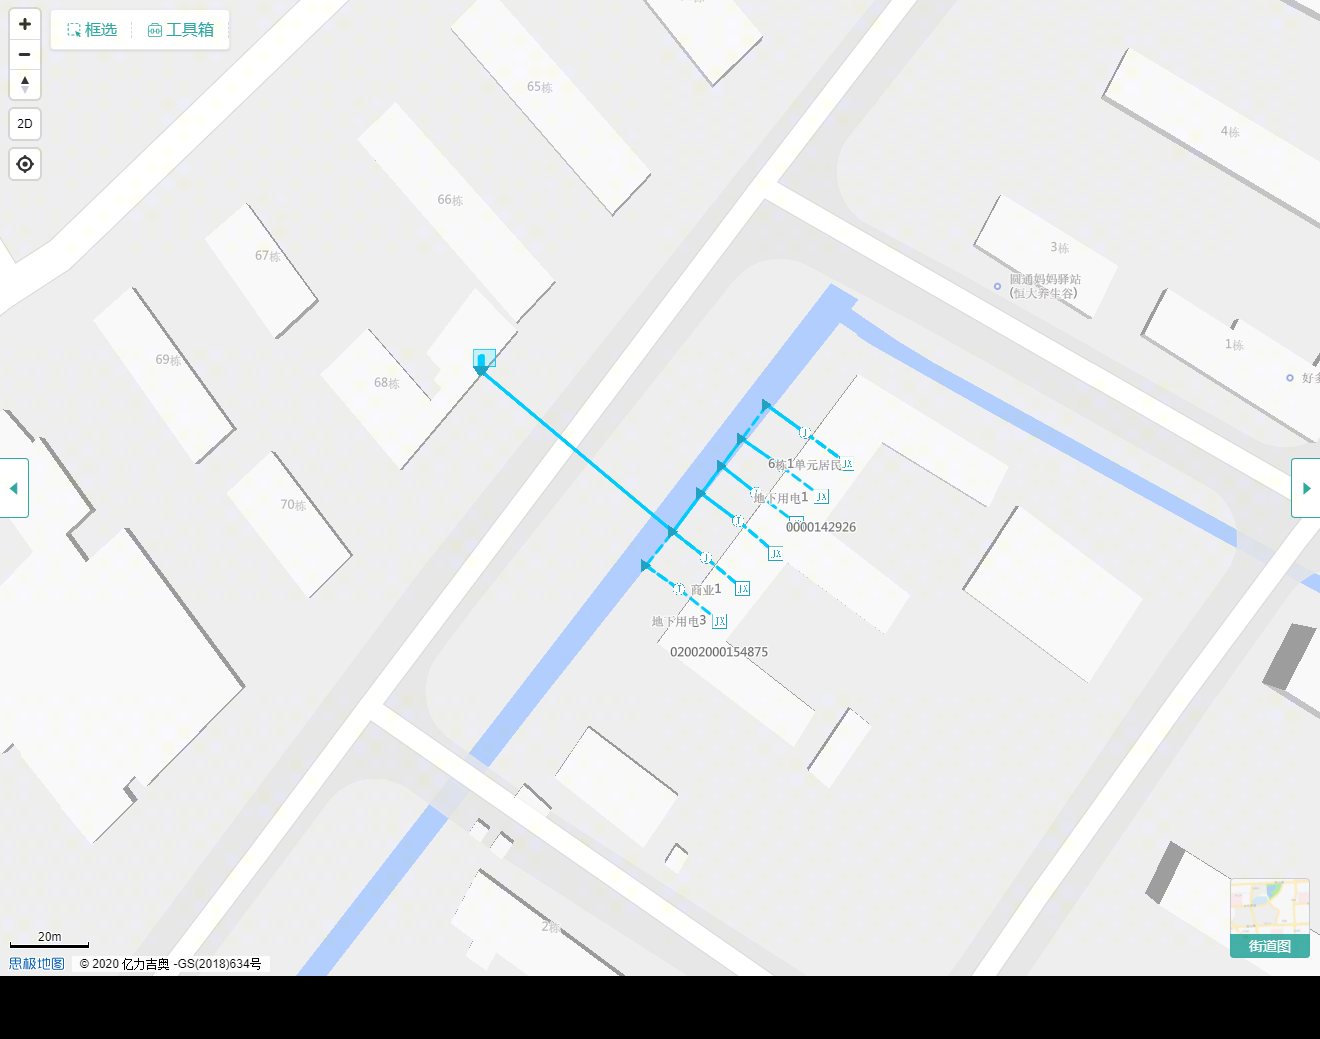 框选
工具箱
2D
65栋
4栋
66栋
67栋
3栋
圆通妈妈驿站
(恒大养生谷)
1栋
69栋
68栋
好多
6栋1单元居民
JX
70栋
地下用电1
JX
0000142926
JX
商业1
JX
地下用电3
JX
02002000154875
2栋
20m
街道图
思极地图
© 2020 亿力吉奥 -GS(2018)634号